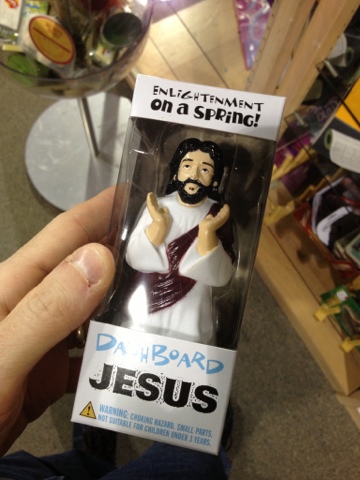 ENLIGHTENMENT
ON A SPRING!
DASHBOARD
JESUS
WARNING: CHOKING HAZARD, SMALL PARTS,
NOT SUITABLE FOR CHILDREN UNDER 3 YEARS.